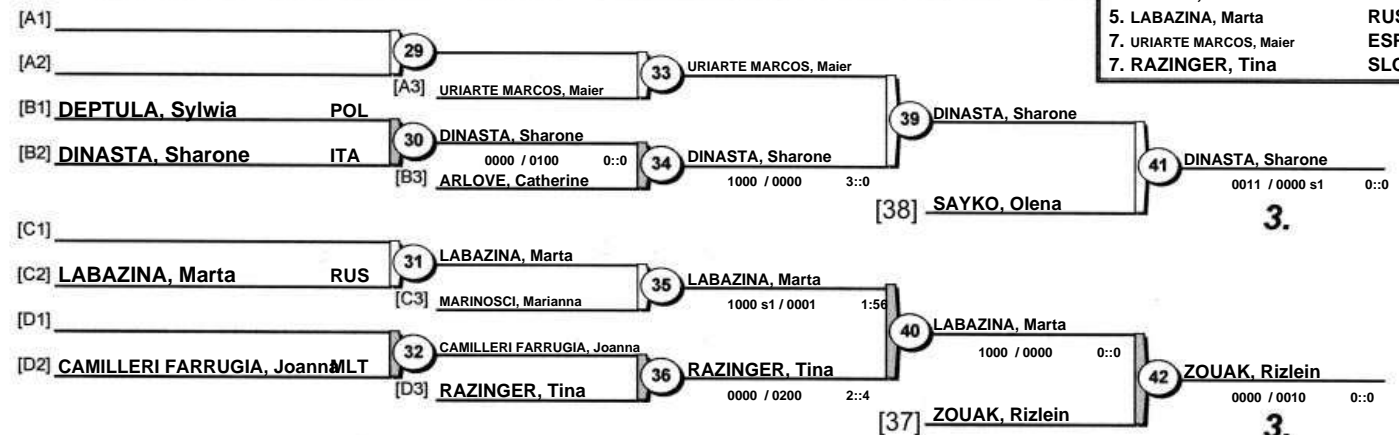 5. LABAZINA, Marta RUS
7. URIARTE MARCOS, Maier
7. RAZINGER, Tina
[A1]
[A2]
29
[A3] URIARTE MARCOS, Maier
33
URIARTE MARCOS, Maier
[B1] DEPTULA, Sylwia POL
[B2] DINASTA, Sharone ITA
30
DINASTA, Sharone
0000 / 0100 0::0
[B3] ARLOVE, Catherine
34
DINASTA, Sharone
1000 / 0000 3::0
39
DINASTA, Sharone
[38] SAYKO, Olena
41
DINASTA, Sharone
0011 / 0000 s1 0::0
3.
[C1]
[C2] LABAZINA, Marta RUS
31
LABAZINA, Marta
[C3] MARINOSCI, Marianna
35
LABAZINA, Marta
1000 s1 / 0001 1:56
[D1]
[D2] CAMILLERI FARRUGIA, Joanna MLT
32
CAMILLERI FARRUGIA, Joanna
[D3] RAZINGER, Tina
36
RAZINGER, Tina
0000 / 0200 2::4
40
LABAZINA, Marta
1000 / 0000 0::0
[37] ZOUAK, Rizlein
42
ZOUAK, Rizlein
0000 / 0010 0::0
3.